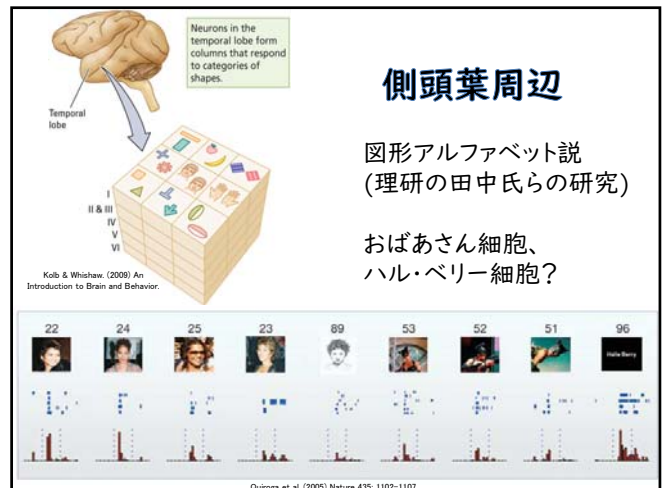 Neurons in the
temporal lobe form
columns that respond
to categories of
shapes.
Temporal
lobe
I
II & III
IV
V
VI
Kolb & Whishaw. (2009) An
Introduction to Brain and Behavior.
側頭葉周辺
図形アルファベット説
(理研の田中氏らの研究)
おばあさん細胞、
ハル・ベリー細胞?
22 24 25 23 89 53 52 51 96
Halle Berry
Quiroga et al. (2005) Nature 435: 1102-1107